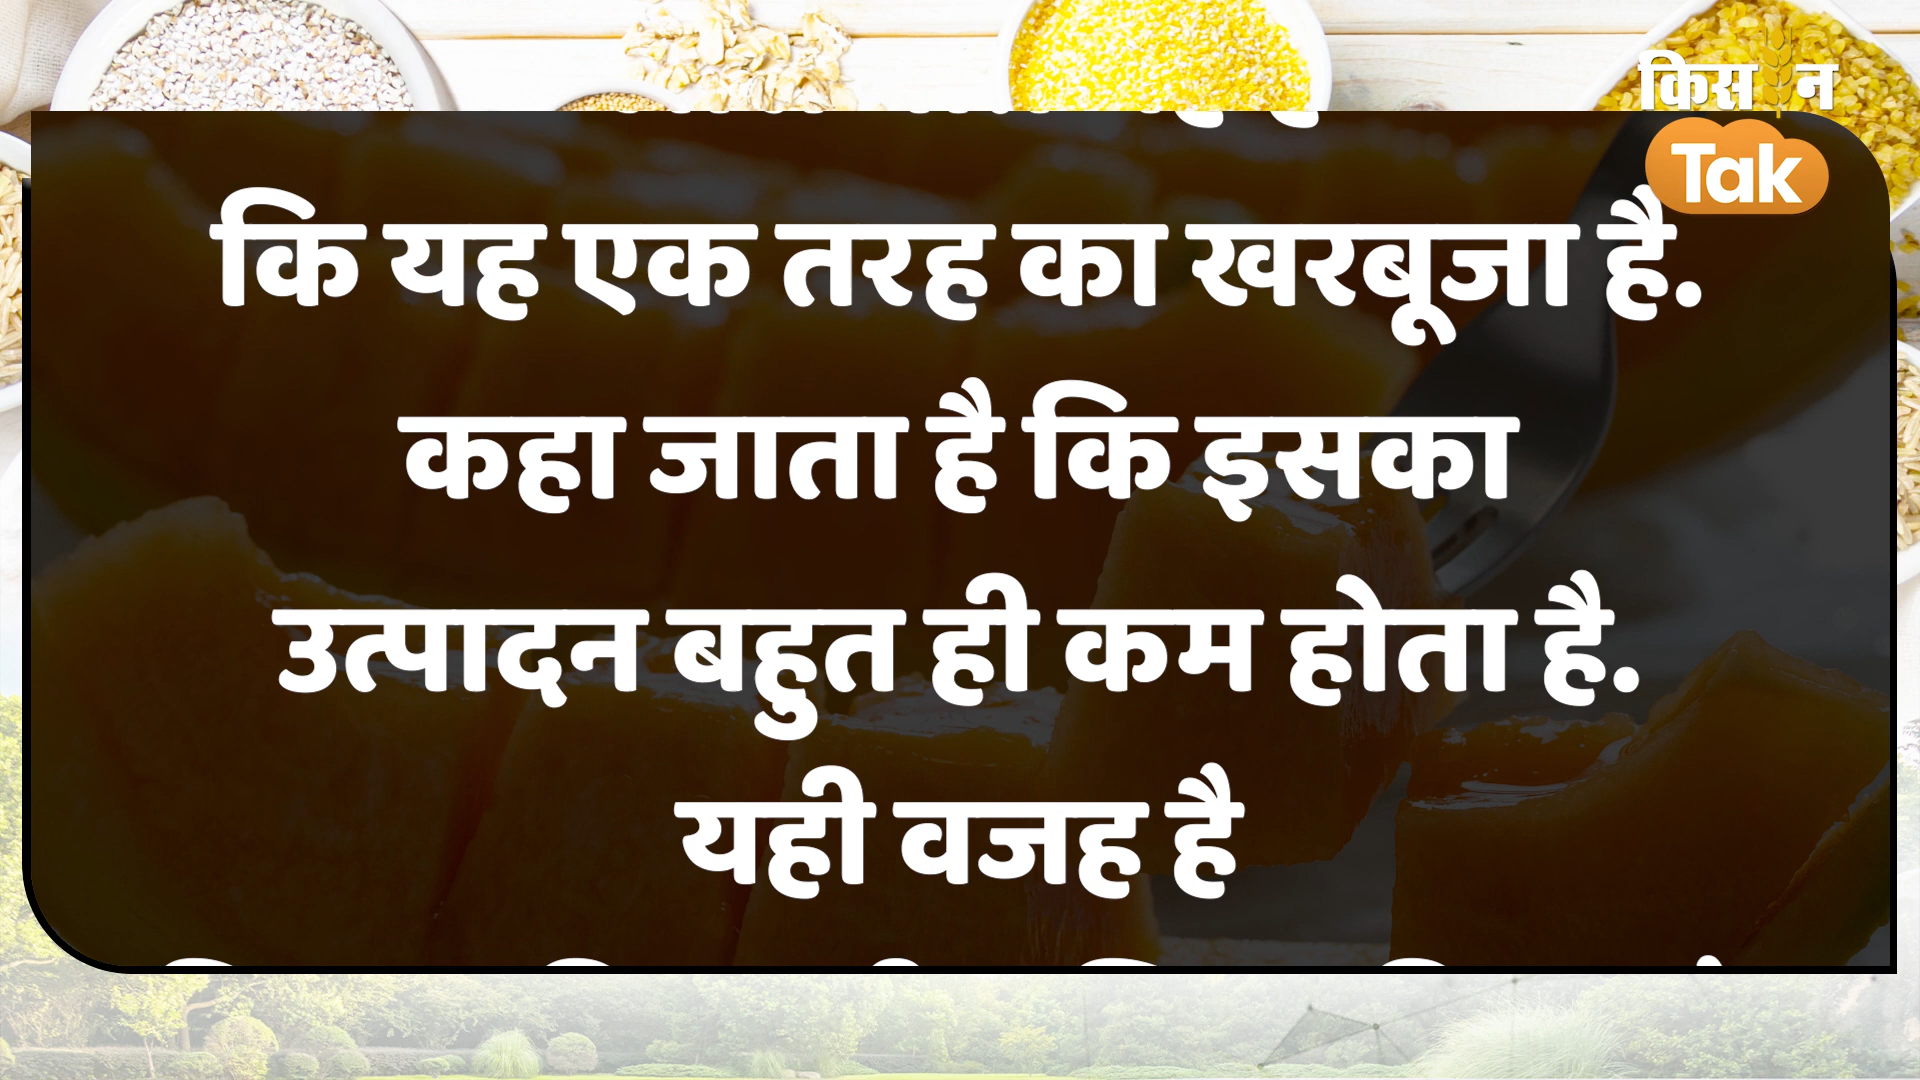 किसान
Tak
कि यह एक तरह का खरबूजा है.
कहा जाता है कि इसका
उत्पादन बहुत ही कम होता है.
यही वजह है